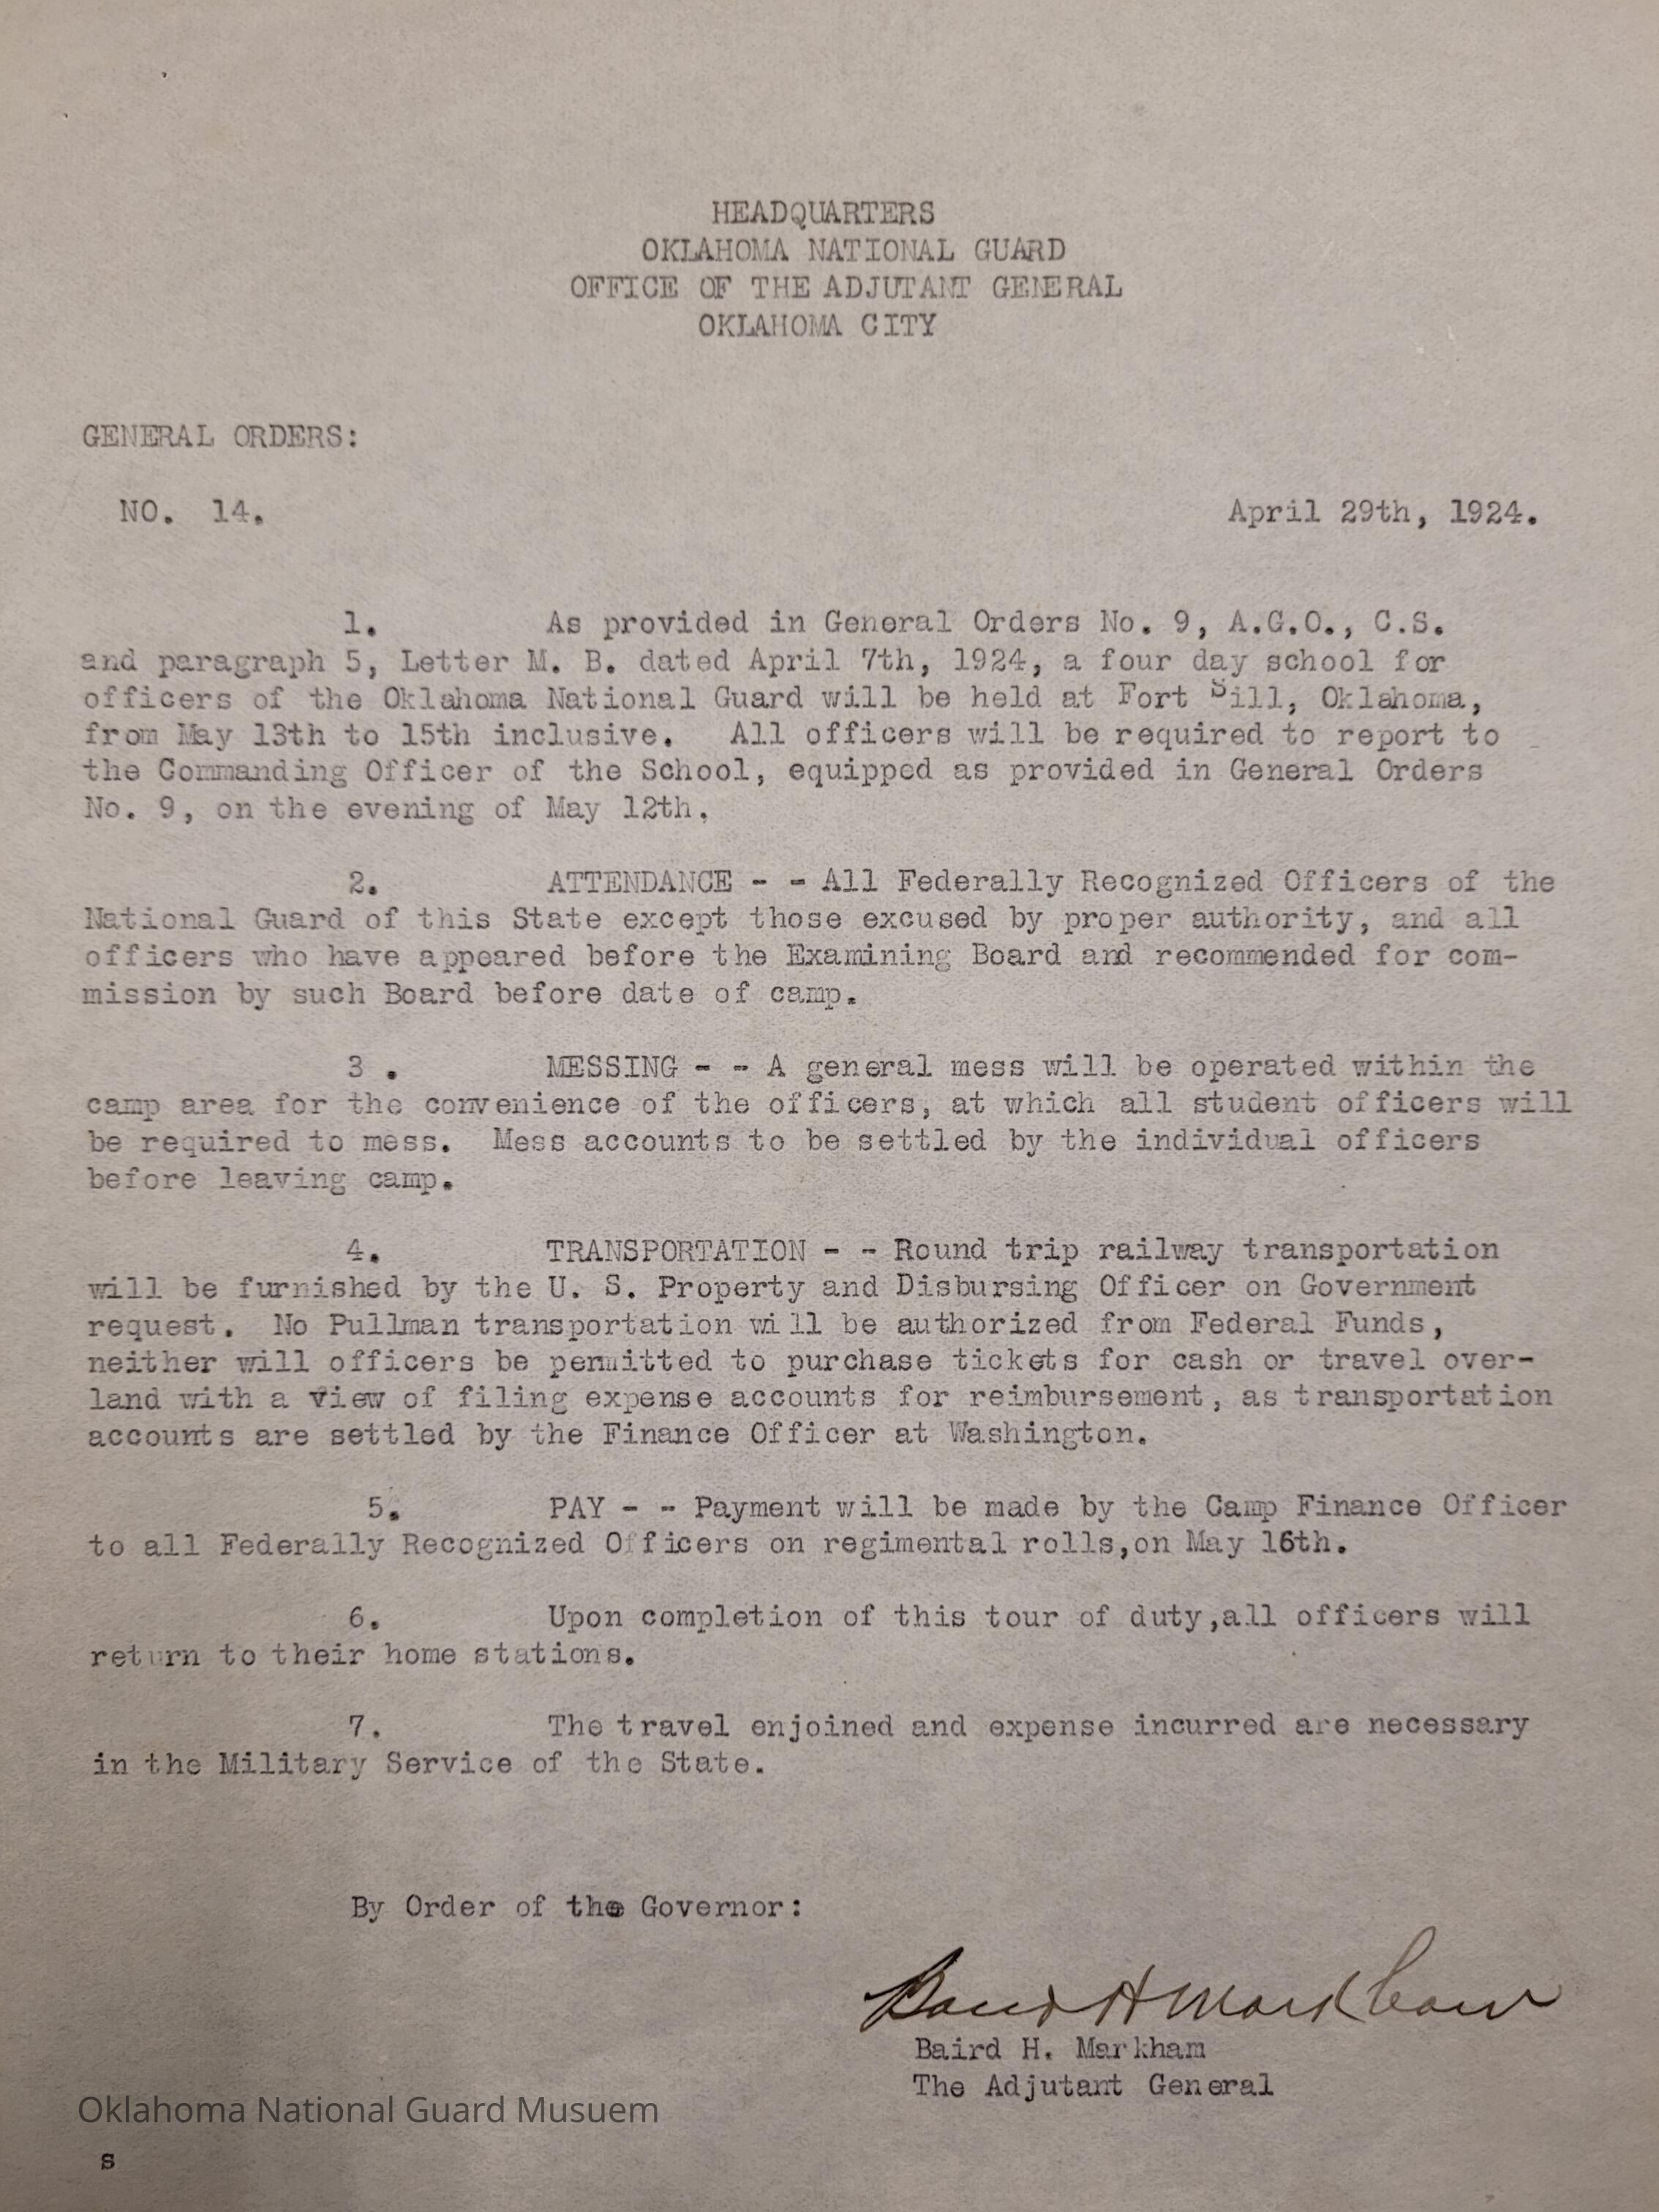 HEADQUARTERS
OKLAHOMA NATIONAL GUARD
OFFICE OF THE ADJUTANT GENERAL
OKLAHOMA CITY
GENERAL ORDERS:
NO. 14. April 29th, 1924.
1. As provided in General Orders No. 9, A.G.O., C.S.
and paragraph 5, Letter M. B. dated April 7th, 1924, a four day school for
officers of the Oklahoma National Guard will be held at Fort Sill, Oklahoma,
from May 13th to 15th inclusive. All officers will be required to report to
the Commanding Officer of the School, equipped as provided in General Orders
No. 9, on the evening of May 12th.
2. ATTENDANCE - - All Federally Recognized Officers of the
National Guard of this State except those excused by proper authority, and all
officers who have appeared before the Examining Board and recommended for com-
mission by such Board before date of camp.
3 . MESSING - - A general mess will be operated within the
camp area for the convenience of the officers, at which all student officers will
be required to mess. Mess accounts to be settled by the individual officers
before leaving camp.
4. TRANSPORTATION - - Round trip railway transportation
will be furnished by the U. S. Property and Disbursing Officer on Government
request. No Pullman transportation will be authorized from Federal Funds,
neither will officers be permitted to purchase tickets for cash or travel over-
land with a view of filing expense accounts for reimbursement, as transportation
accounts are settled by the Finance Officer at Washington.
5. PAY - - Payment will be made by the Camp Finance Officer
to all Federally Recognized Officers on regimental rolls,on May 16th.
6. Upon completion of this tour of duty,all officers will
return to their home stations.
7. The travel enjoined and expense incurred are necessary
in the Military Service of the State.
By Order of the Governor:
Baird H Markham
Baird H. Markham
The Adjutant General
Oklahoma National Guard Musuem
s